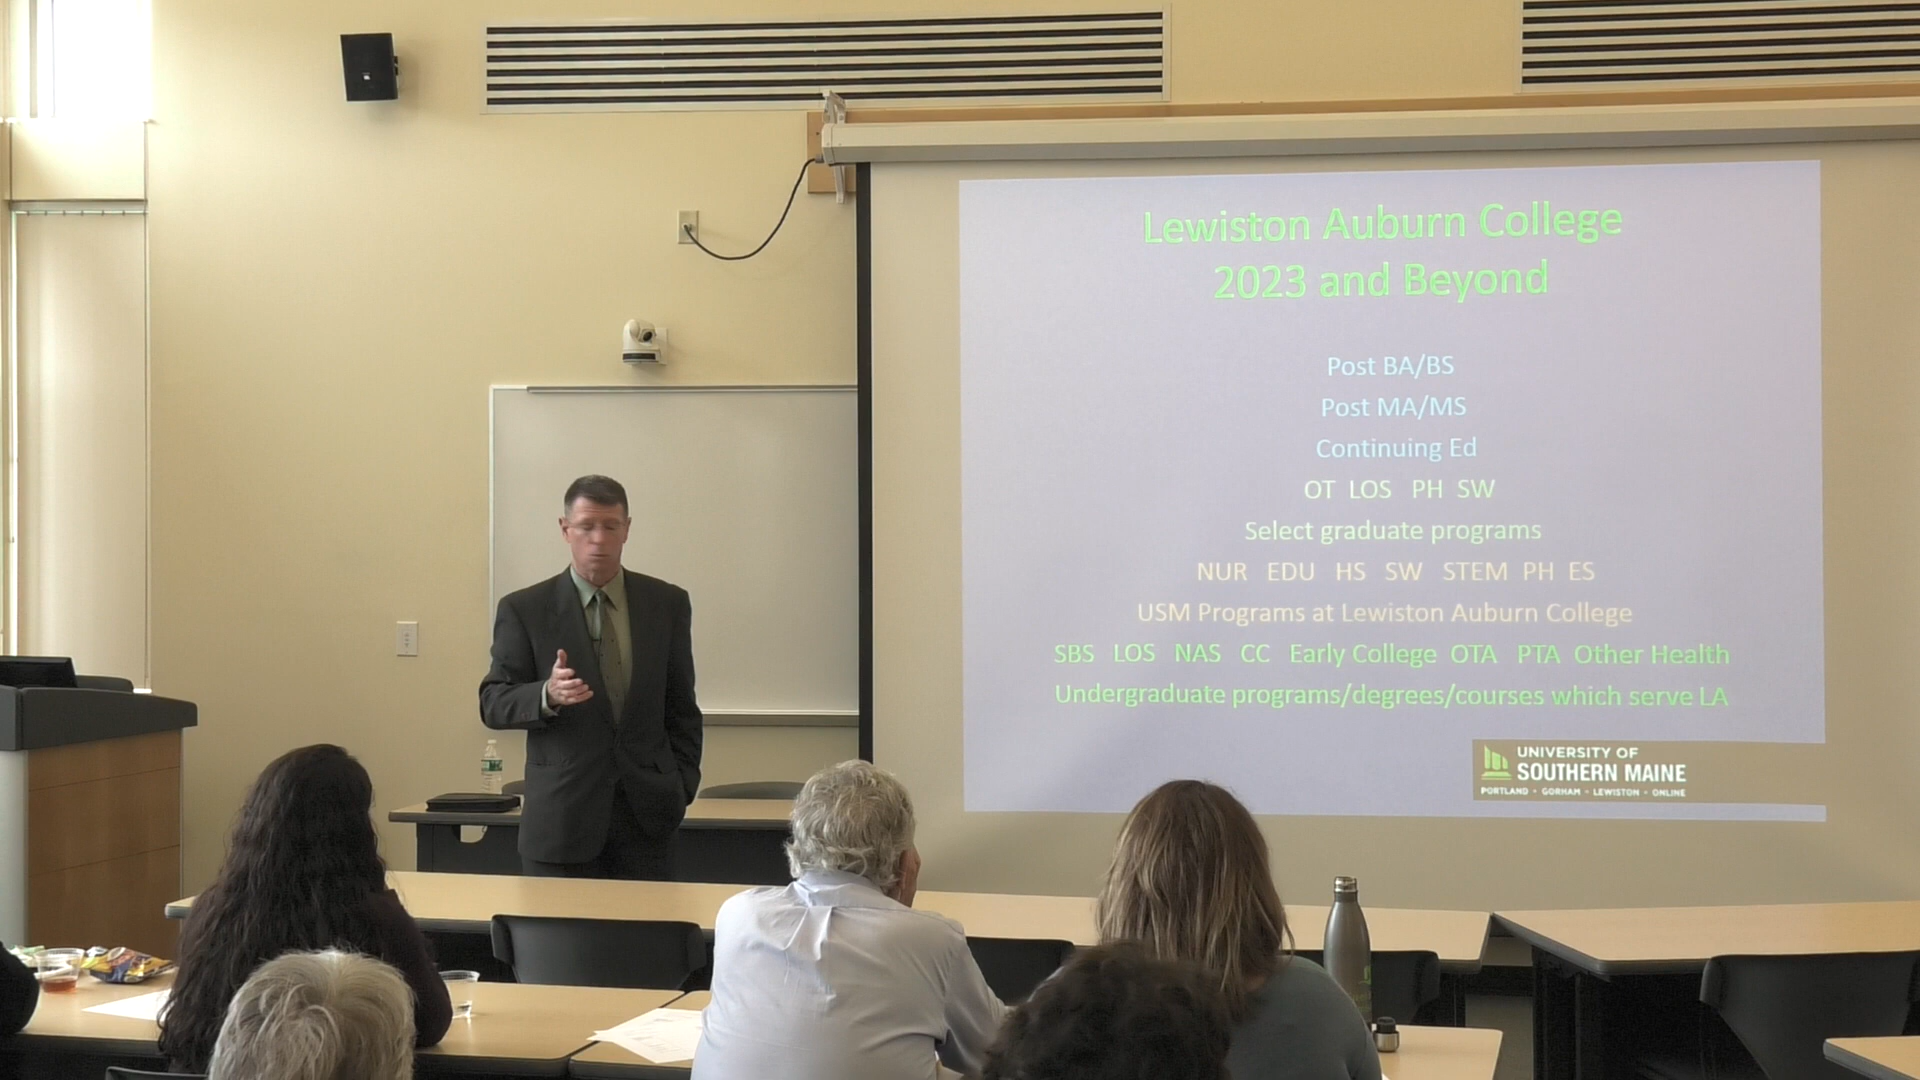 Lewiston Auburn College
2023 and Beyond
Post BA/BS
Post MA/MS
Continuing Ed
OT LOS PH SW
Select graduate programs
NUR EDU HS SW STEM PH ES
USM Programs at Lewiston Auburn College
SBS LOS NAS CC Early College OTA PTA Other Health
Undergraduate programs/degrees/courses which serve LA
UNIVERSITY OF
SOUTHERN MAINE
PORTLAND • GORHAM • LEWISTON • ONLINE